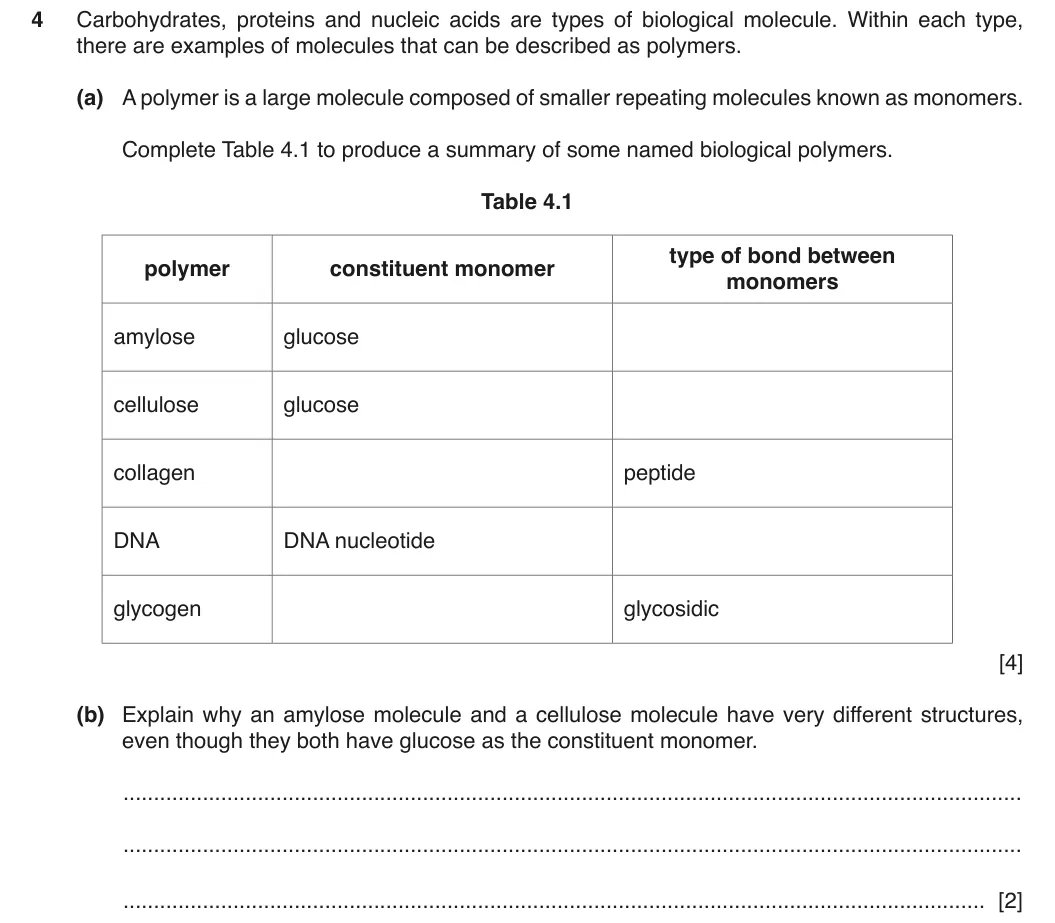 4 Carbohydrates, proteins and nucleic acids are types of biological molecule. Within each type,
there are examples of molecules that can be described as polymers.
(a) A polymer is a large molecule composed of smaller repeating molecules known as monomers.
Complete Table 4.1 to produce a summary of some named biological polymers.
Table 4.1
polymer constituent monomer type of bond between
monomers
amylose glucose
cellulose glucose
collagen peptide
DNA DNA nucleotide
glycogen glycosidic
[4]
(b) Explain why an amylose molecule and a cellulose molecule have very different structures,
even though they both have glucose as the constituent monomer.
[2]